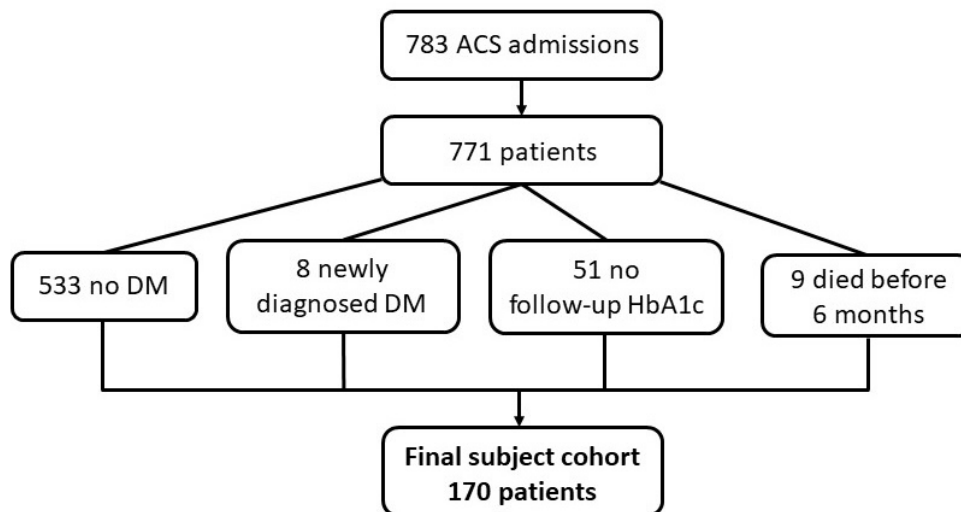 783 ACS admissions
771 patients
533 no DM
8 newly
diagnosed DM
51 no
follow-up HbA1c
9 died before
6 months
Final subject cohort
170 patients